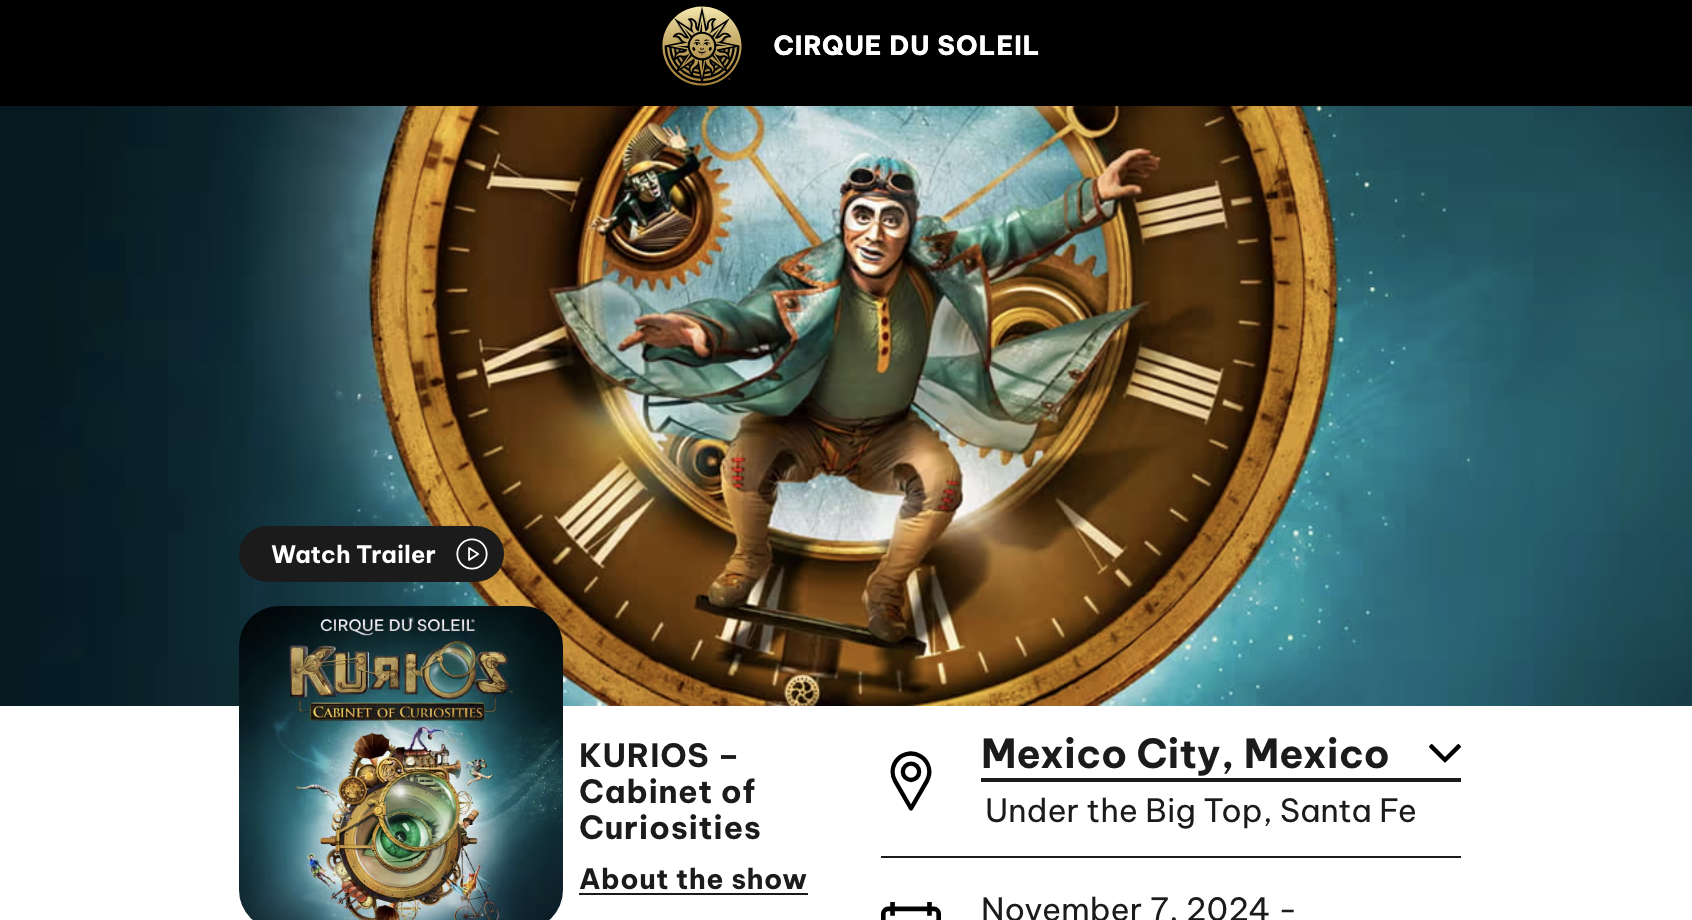 CIRQUE DU SOLEIL
Watch Trailer
CIRQUE DU SOLEIL
KURIOS
CABINET OF CURIOSITIES
KURIOS –
Cabinet of
Curiosities
About the show
Mexico City, Mexico
Under the Big Top, Santa Fe
November 7, 2024 -